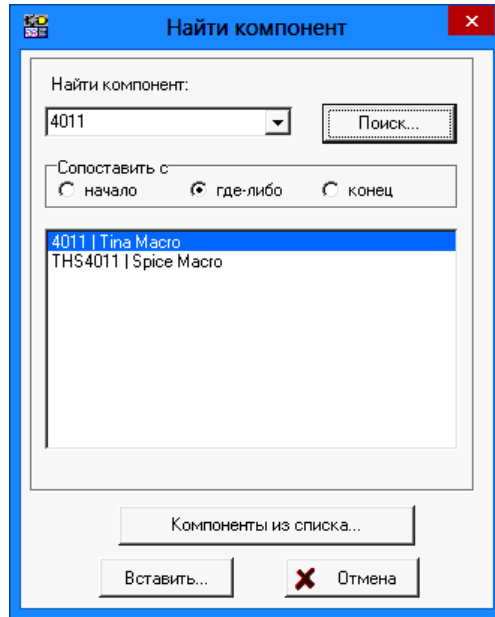 Найти компонент
Найти компонент:
4011
Поиск...
Сопоставить с
начало где-либо конец
4011 | Tina Macro
THS4011 | Spice Macro
Компоненты из списка...
Вставить... Отмена